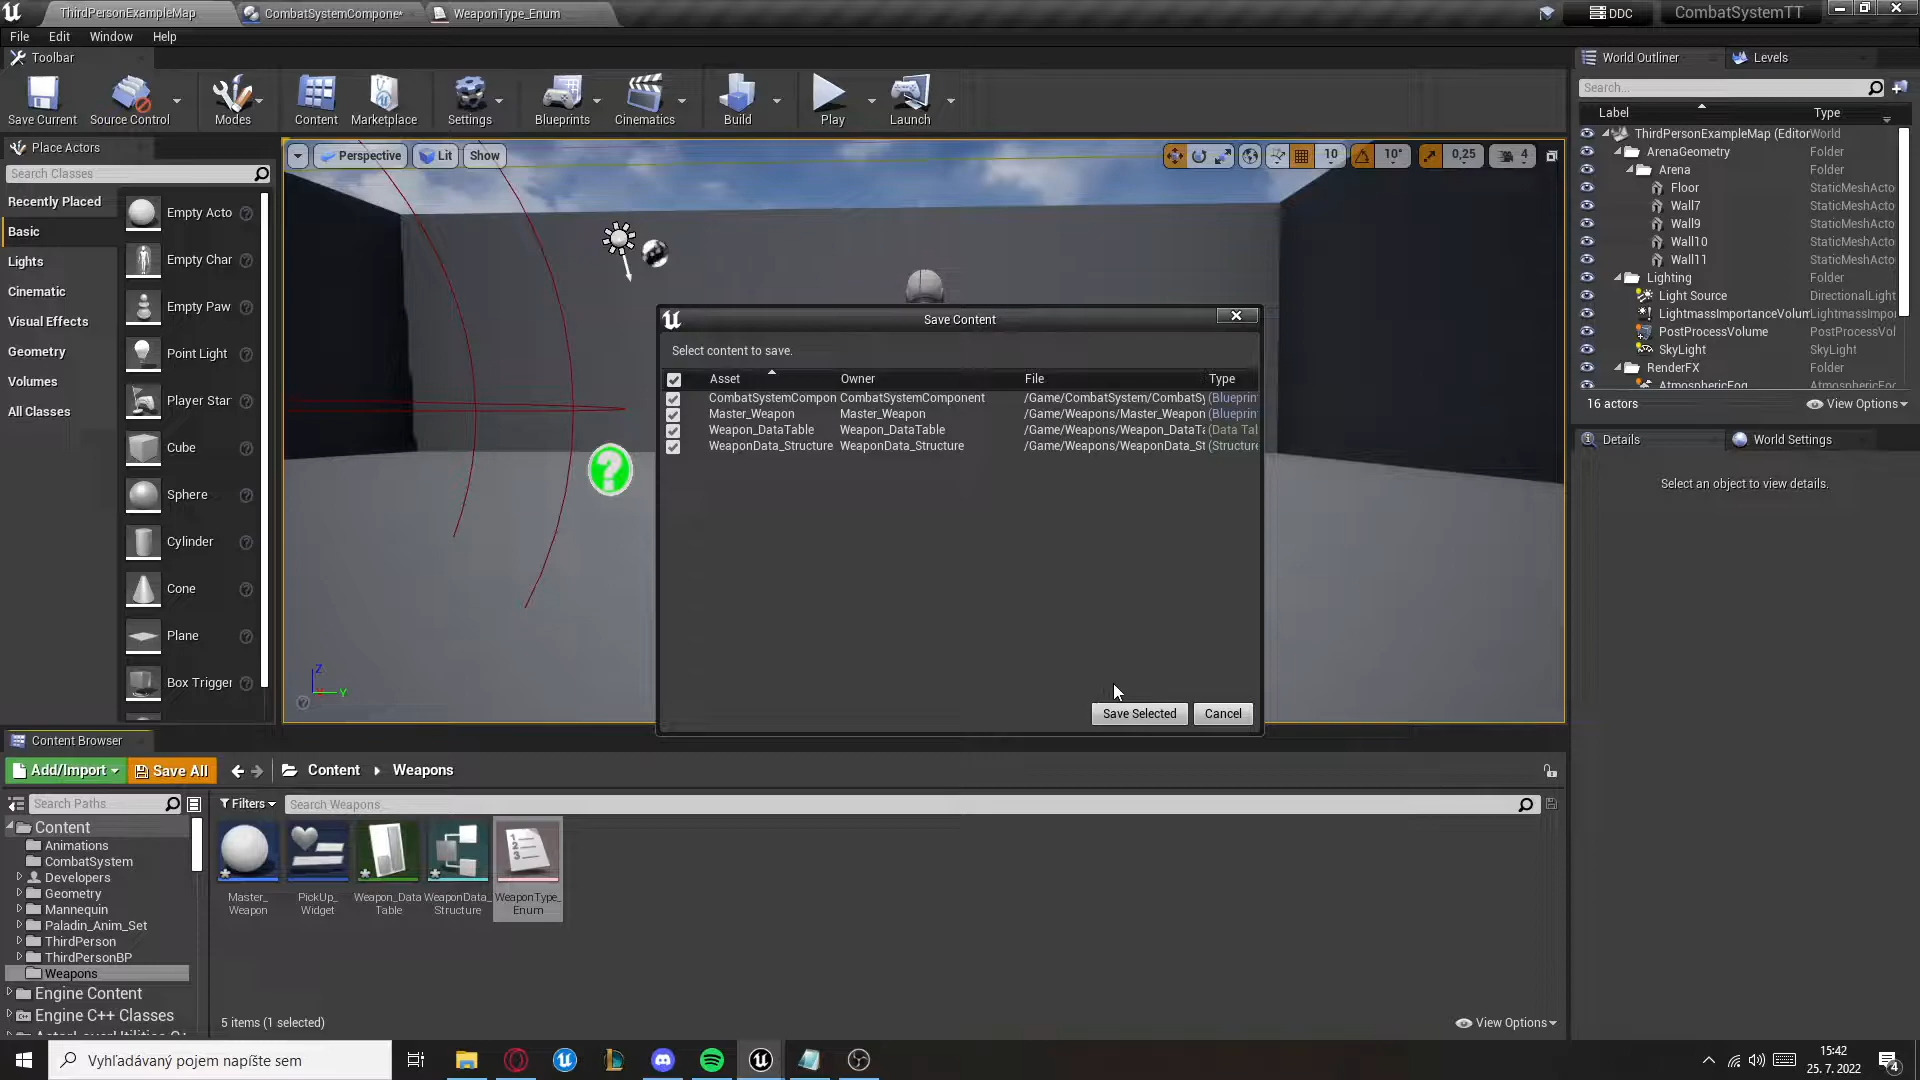 ThirdPersonExampleMap
CombatSystemCompone*
WeaponType_Enum
DDC
CombatSystemTT
File Edit Window Help
Toolbar
Save Current
Source Control
Modes
Content
Marketplace
Settings
Blueprints
Cinematics
Build
Play
Launch
Place Actors
Search Classes
Recently Placed
Basic
Lights
Cinematic
Visual Effects
Geometry
Volumes
All Classes
Empty Acto
Empty Char
Empty Paw
Point Light
Player Star
Cube
Sphere
Cylinder
Cone
Plane
Box Trigger
Perspective Lit Show
10 10° 0,25 4
Z
Y
Save Content
Select content to save.
Asset Owner File Type
CombatSystemCompon CombatSystemComponent /Game/CombatSystem/CombatSy (Blueprin
Master_Weapon Master_Weapon /Game/Weapons/Master_Weapon (Blueprin
Weapon_DataTable Weapon_DataTable /Game/Weapons/Weapon_DataTa (Data Tal
WeaponData_Structure WeaponData_Structure /Game/Weapons/WeaponData_St (Structure
Save Selected Cancel
World Outliner Levels
Search...
Label Type
ThirdPersonExampleMap (Editor World
ArenaGeometry Folder
Arena Folder
Floor StaticMeshActo
Wall7 StaticMeshActo
Wall9 StaticMeshActo
Wall10 StaticMeshActo
Wall11 StaticMeshActo
Lighting Folder
Light Source DirectionalLight
LightmassImportanceVolum LightmassImpor
PostProcessVolume PostProcessVol
SkyLight SkyLight
RenderFX Folder
AtmosphericFog AtmosphericFog
16 actors View Options
Details World Settings
Select an object to view details.
Content Browser
Add/Import Save All Content Weapons
Search Paths
Filters Search Weapons
Content
Animations
CombatSystem
Developers
Geometry
Mannequin
Paladin_Anim_Set
ThirdPerson
ThirdPersonBP
Weapons
Engine Content
Engine C++ Classes
Master_
Weapon
PickUp_
Widget
Weapon_Data
Table
WeaponData_
Structure
WeaponType_
Enum
5 items (1 selected)
View Options
Vyhľadávaný pojem napíšte sem
15:42
25. 7. 2022
4